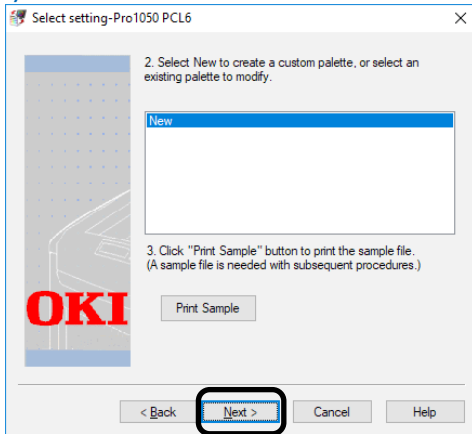 Select setting-Pro1050 PCL6
2. Select New to create a custom palette, or select an
existing palette to modify.
New
3. Click "Print Sample" button to print the sample file.
(A sample file is needed with subsequent procedures.)
Print Sample
OKI
< Back
Next >
Cancel
Help